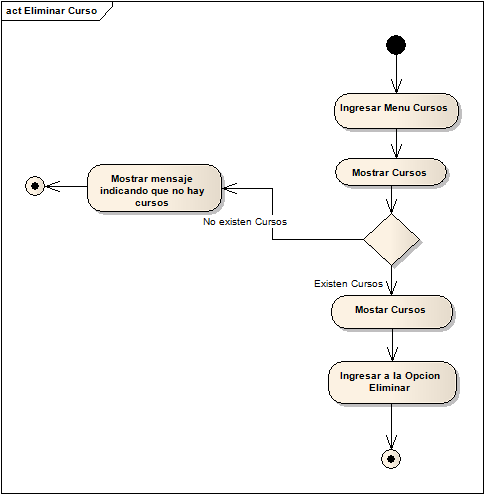 act Eliminar Curso
Ingresar Menu Cursos
Mostrar Cursos
Mostrar mensaje
indicando que no hay
cursos
No existen Cursos
Existen Cursos
Mostar Cursos
Ingresar a la Opcion
Eliminar